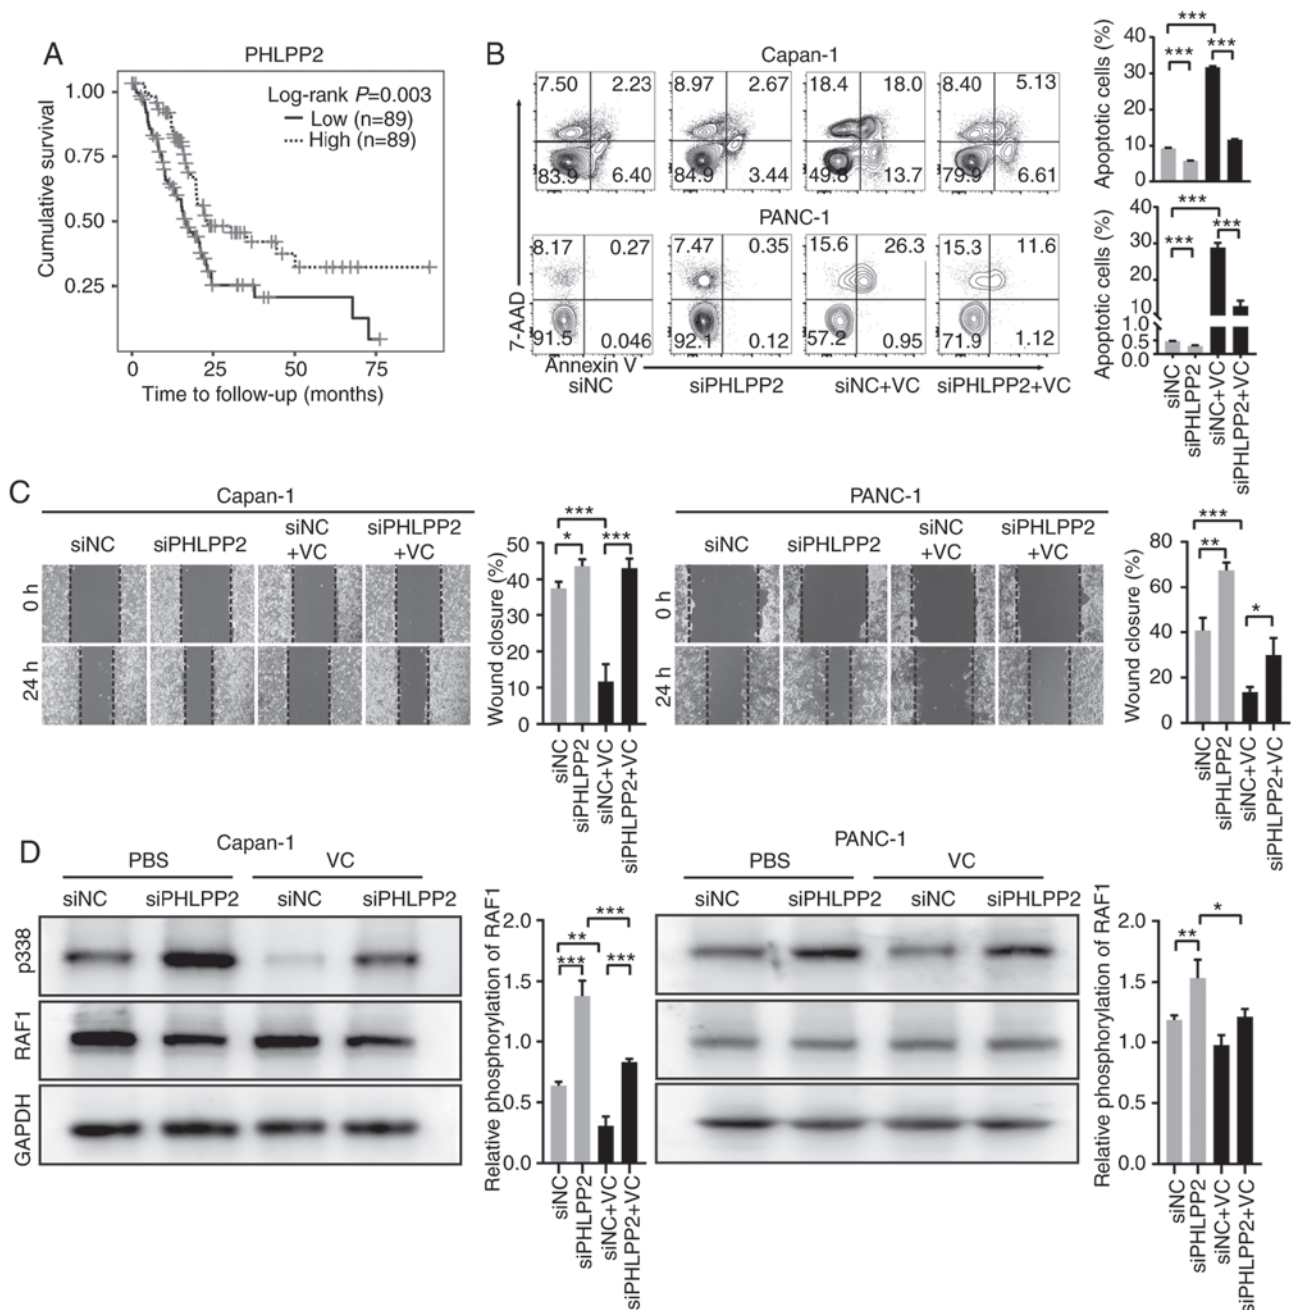 A
PHLPP2
Log-rank P=0.003
Low (n=89)
High (n=89)
Cumulative survival
1.00
0.75
0.50
0.25
0 25 50 75
Time to follow-up (months)
B
Capan-1
7.50 2.23
83.9 6.40
8.97 2.67
84.9 3.44
18.4 18.0
49.8 13.7
8.40 5.13
79.9 6.61
PANC-1
8.17 0.27
91.5 0.046
7.47 0.35
92.1 0.12
15.6 26.3
57.2 0.95
15.3 11.6
71.9 1.12
7-AAD
Annexin V
siNC siPHLPP2 siNC+VC siPHLPP2+VC
Apoptotic cells (%)
40
30
20
10
0
***
***
***
Apoptotic cells (%)
40
30
20
10
1.0
0.5
0.0
***
***
***
siNC
siPHLPP2
siNC+VC
siPHLPP2+VC
C
Capan-1
siNC siPHLPP2 siNC +VC siPHLPP2 +VC
0 h
24 h
Wound closure (%)
50
40
30
20
10
0
***
*
***
siNC
siPHLPP2
siNC+VC
siPHLPP2+VC
PANC-1
siNC siPHLPP2 siNC +VC siPHLPP2 +VC
0 h
24 h
Wound closure (%)
80
60
40
20
0
***
**
*
siNC
siPHLPP2
siNC+VC
siPHLPP2+VC
D
Capan-1
PBS VC
siNC siPHLPP2 siNC siPHLPP2
p338
RAF1
GAPDH
Relative phosphorylation of RAF1
2.0
1.5
1.0
0.5
0.0
***
**
***
***
siNC
siPHLPP2
siNC+VC
siPHLPP2+VC
PANC-1
PBS VC
siNC siPHLPP2 siNC siPHLPP2
Relative phosphorylation of RAF1
2.0
1.5
1.0
0.5
0.0
*
**
siNC
siPHLPP2
siNC+VC
siPHLPP2+VC